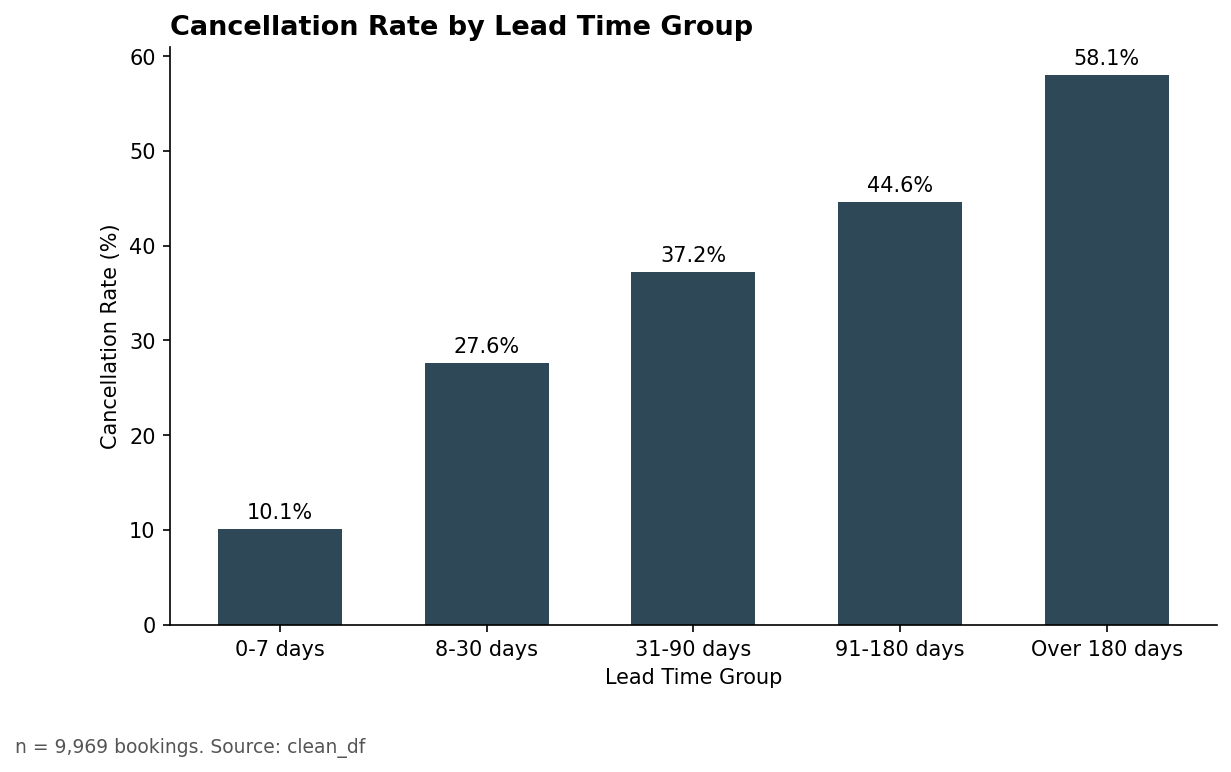 Cancellation Rate by Lead Time Group
Cancellation Rate (%)
60
50
40
30
20
10
0
10.1%
27.6%
37.2%
44.6%
58.1%
0-7 days
8-30 days
31-90 days
91-180 days
Over 180 days
Lead Time Group
n = 9,969 bookings. Source: clean_df